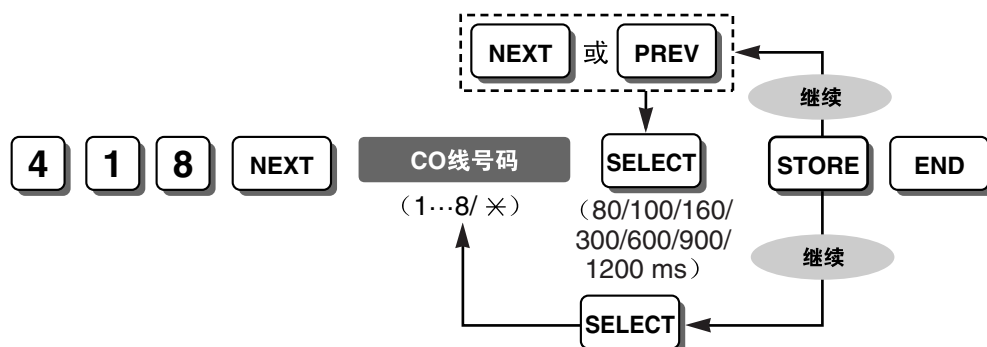 NEXT 或 PREV
继续
4 1 8 NEXT CO线号码 SELECT STORE END
(1…8/ ✳)
(80/100/160/
300/600/900/
1200 ms)
继续
SELECT